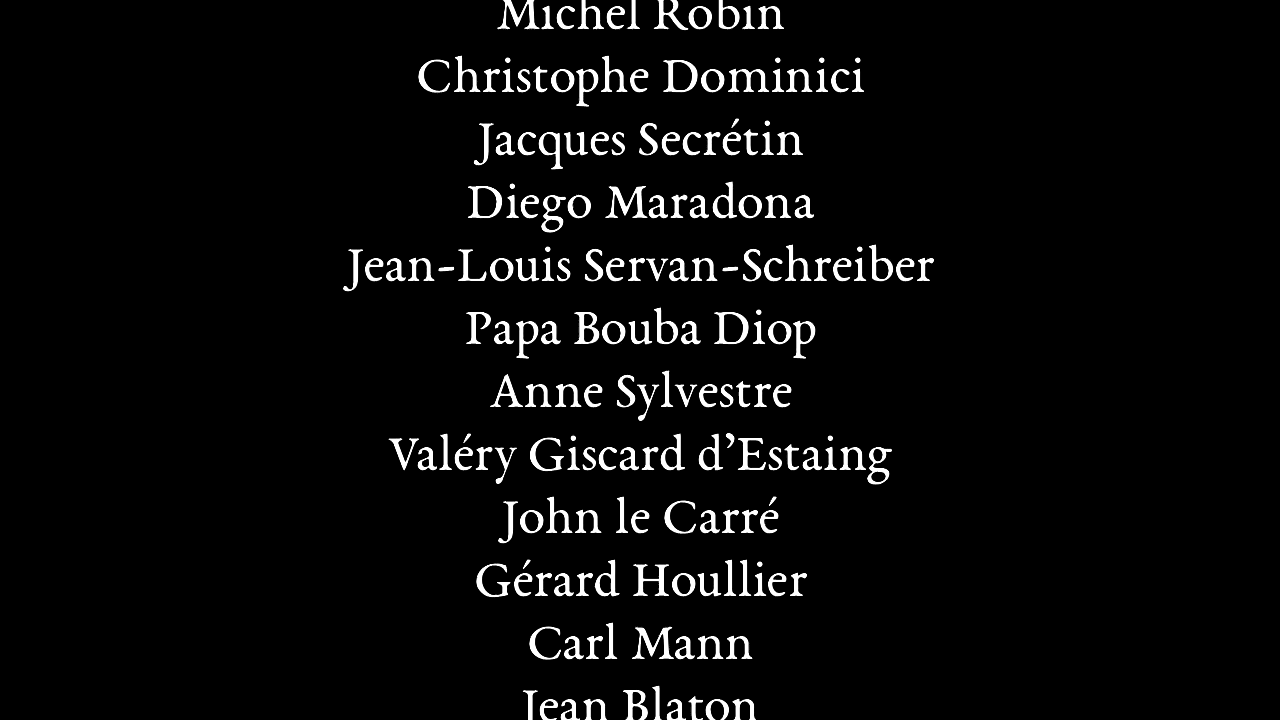 Michel Robin
Christophe Dominici
Jacques Secrétin
Diego Maradona
Jean-Louis Servan-Schreiber
Papa Bouba Diop
Anne Sylvestre
Valéry Giscard d’Estaing
John le Carré
Gérard Houllier
Carl Mann
Jean Blaton